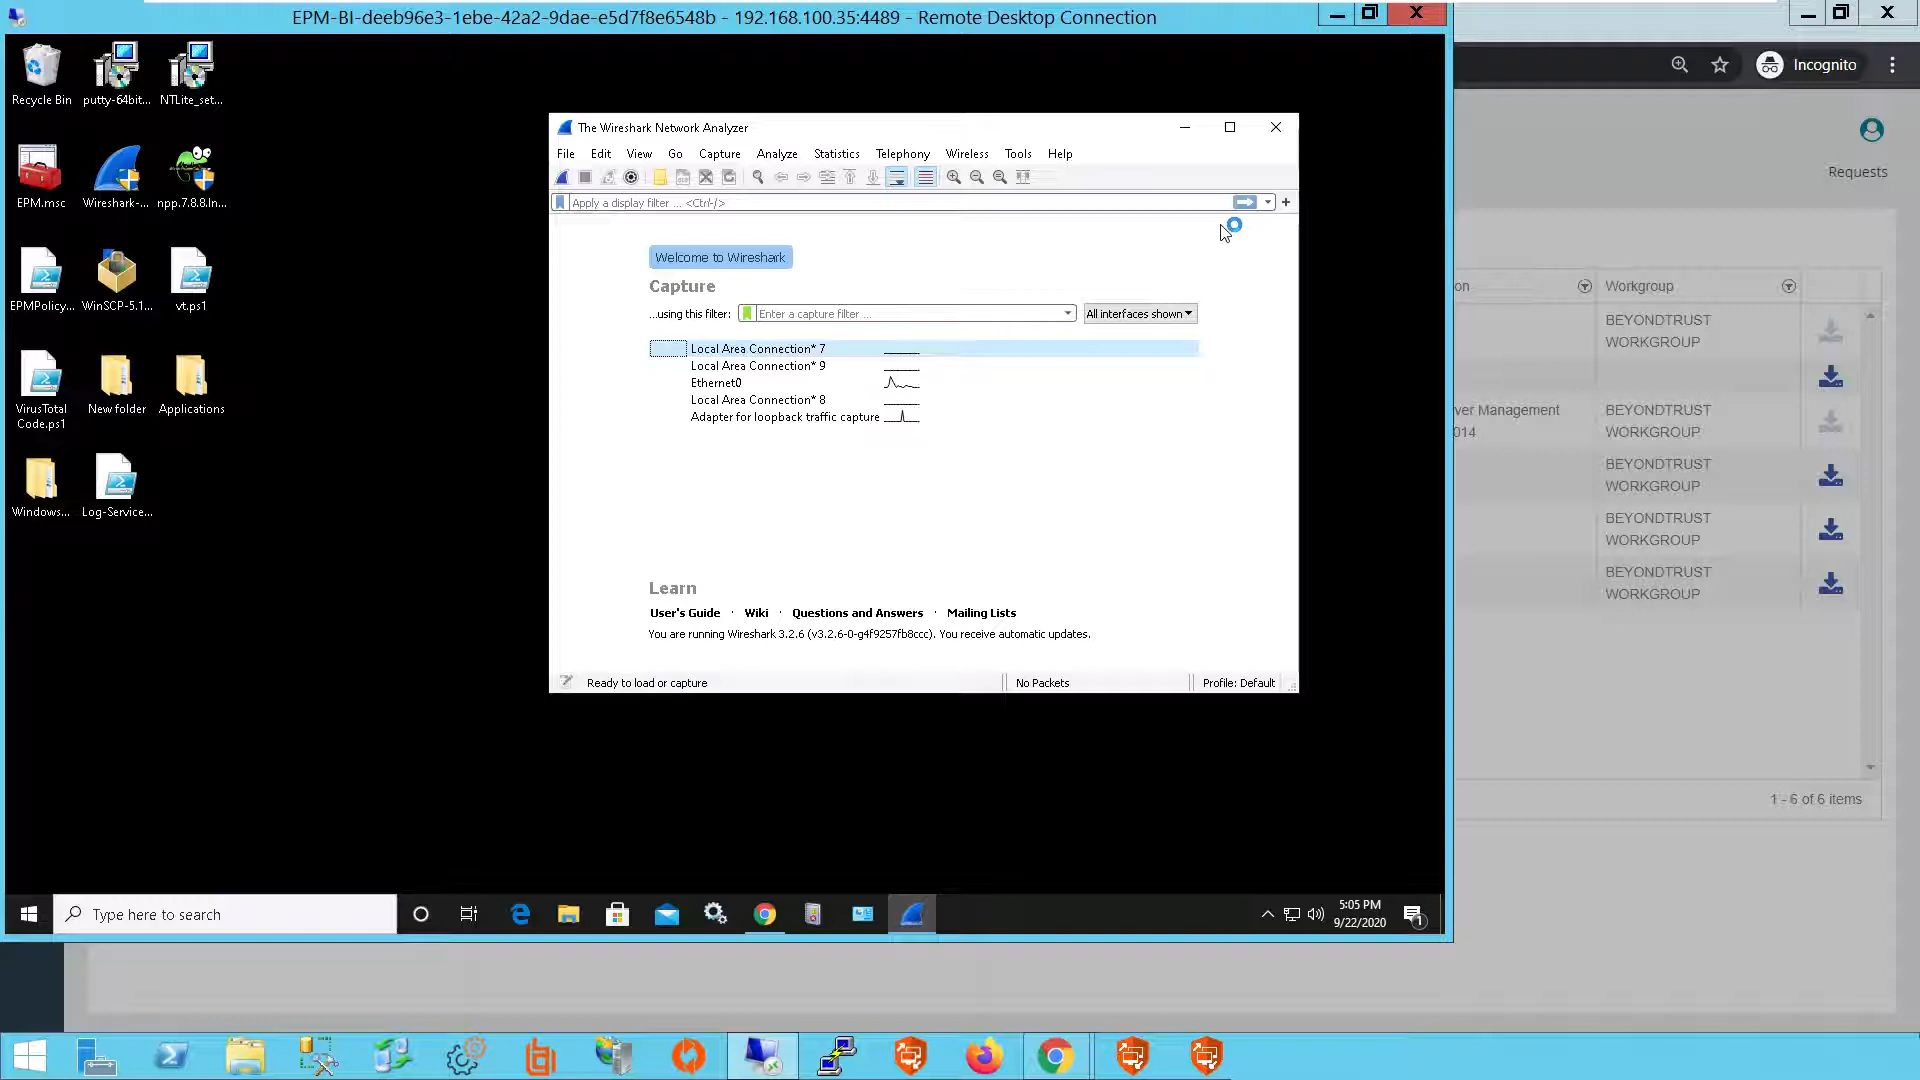 EPM-BI-deeb96e3-1ebe-42a2-9dae-e5d7f8e6548b - 192.168.100.35:4489 - Remote Desktop Connection
Incognito
Recycle Bin
putty-64bit...
NTLite_set...
EPM.msc
Wireshark-...
npp.7.8.8.In...
EPMPolicy...
WinSCP-5.1...
vt.ps1
VirusTotal
Code.ps1
New folder
Applications
Windows...
Log-Service...
The Wireshark Network Analyzer
File Edit View Go Capture Analyze Statistics Telephony Wireless Tools Help
Apply a display filter ... <Ctrl-/>
Welcome to Wireshark
Capture
...using this filter: Enter a capture filter ... All interfaces shown
Local Area Connection* 7
Local Area Connection* 9
Ethernet0
Local Area Connection* 8
Adapter for loopback traffic capture
Learn
User's Guide · Wiki · Questions and Answers · Mailing Lists
You are running Wireshark 3.2.6 (v3.2.6-0-g4f9257fb8ccc). You receive automatic updates.
Ready to load or capture
No Packets
Profile: Default
Requests
on
Workgroup
BEYONDTRUST
WORKGROUP
ver Management
014
BEYONDTRUST
WORKGROUP
BEYONDTRUST
WORKGROUP
BEYONDTRUST
WORKGROUP
BEYONDTRUST
WORKGROUP
1 - 6 of 6 items
Type here to search
5:05 PM
9/22/2020
1